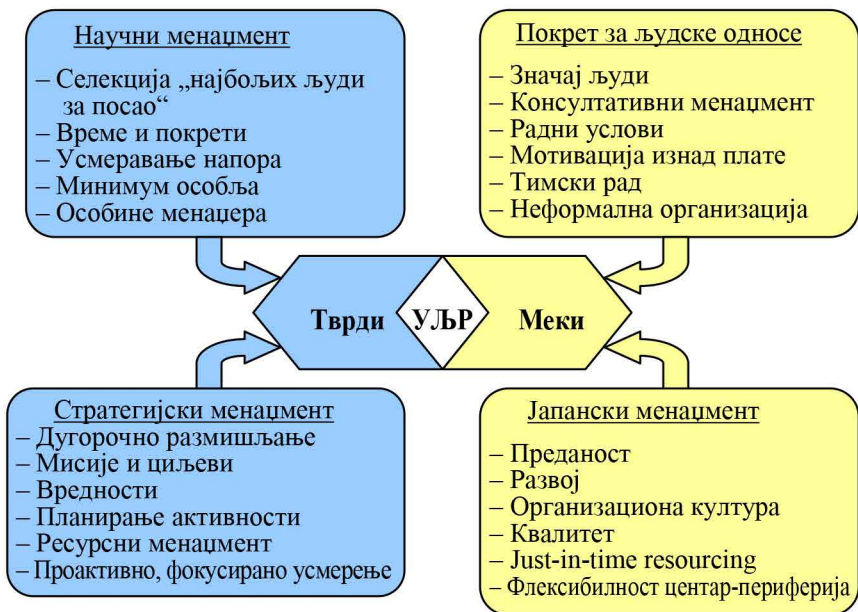 Научни менаџмент
– Селекција „најбољих људи
за посао“
– Време и покрети
– Усмеравање напора
– Минимум особља
– Особине менаџера
Покрет за људске односе
– Значај људи
– Консултативни менаџмент
– Радни услови
– Мотивација изнад плате
– Тимски рад
– Неформална организација
Тврди
УЉР
Меки
Стратегијски менаџмент
– Дугорочно размишљање
– Мисије и циљеви
– Вредности
– Планирање активности
– Ресурсни менаџмент
– Проактивно, фокусирано усмерење
Јапански менаџмент
– Преданост
– Развој
– Организациона култура
– Квалитет
– Just-in-time resourcing
– Флексибилност центар-периферија